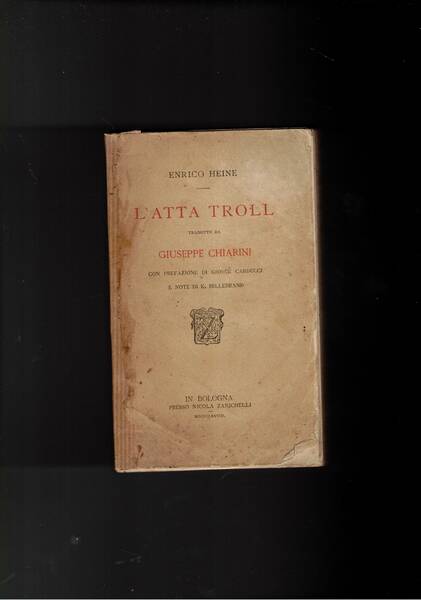 ENRICO HEINE
L'ATTA TROLL
TRADOTTO DA
GIUSEPPE CHIARINI
CON PREFAZIONE DI GIOSUÈ CARDUCCI
E NOTE DI K. HILLEBRAND
IN BOLOGNA
PRESSO NICOLA ZANICHELLI